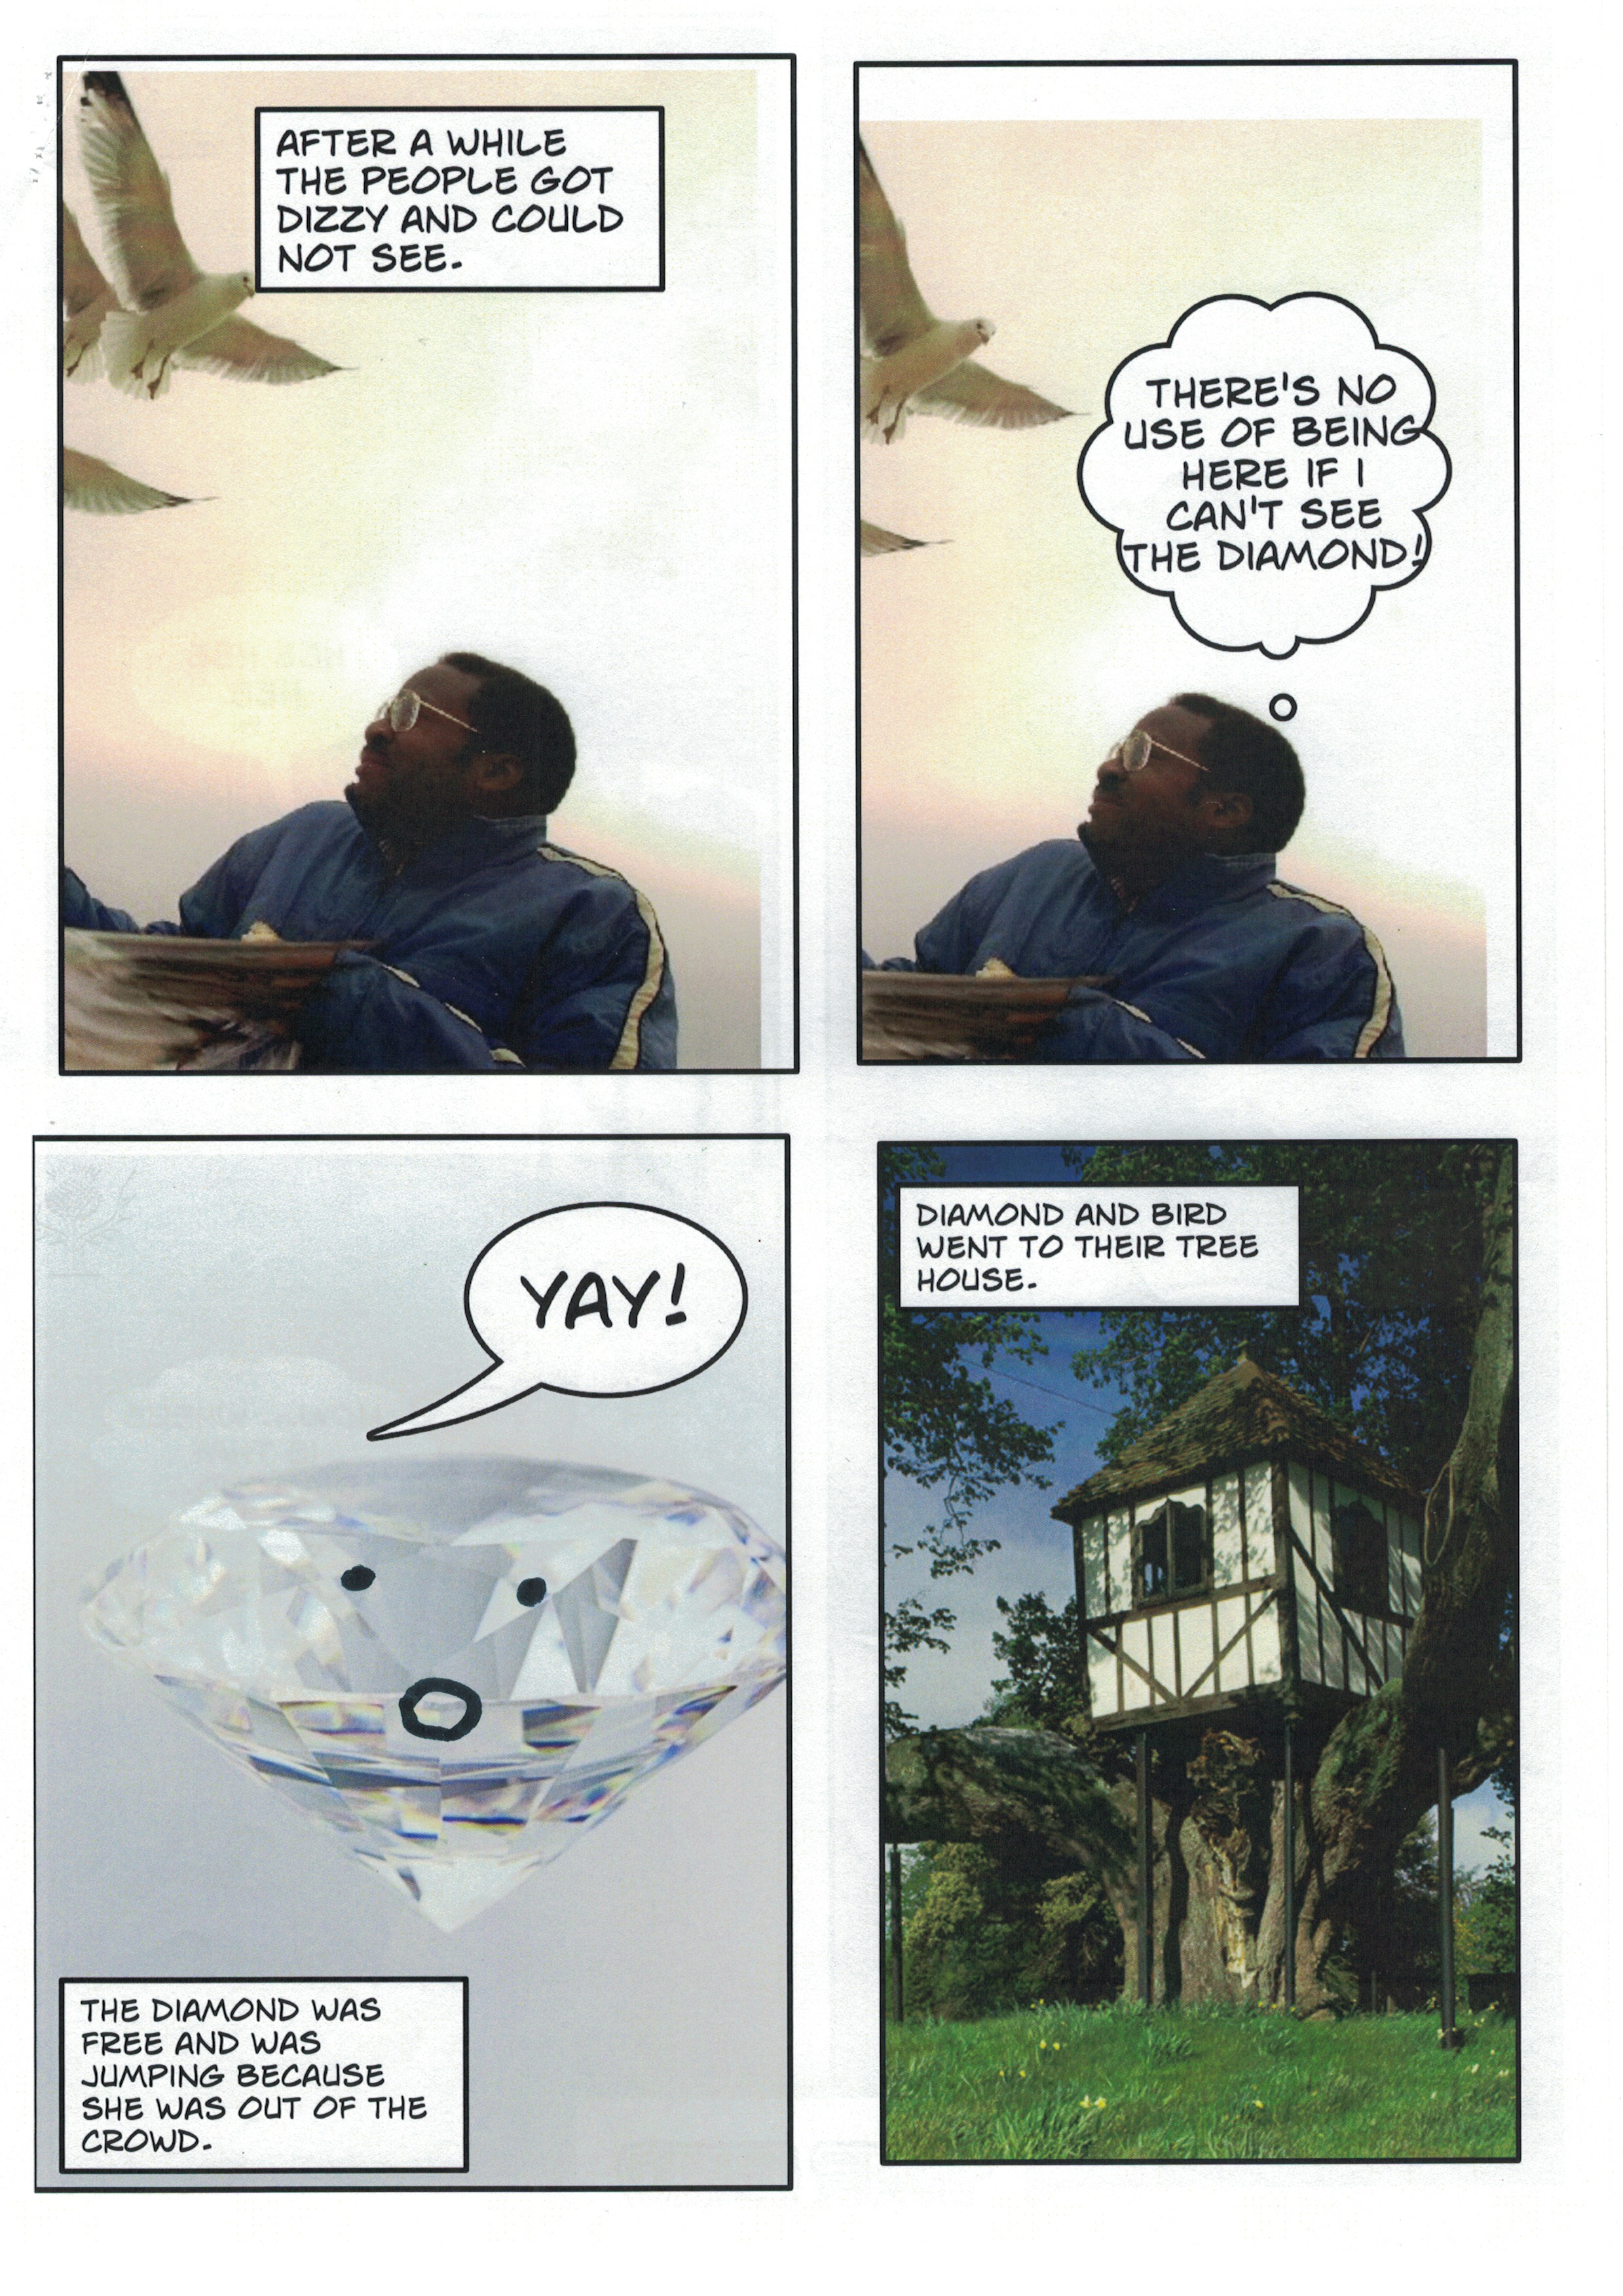 AFTER A WHILE
THE PEOPLE GOT
DIZZY AND COULD
NOT SEE.
THERE'S NO
USE OF BEING
HERE IF I
CAN'T SEE
THE DIAMOND!
YAY!
THE DIAMOND WAS
FREE AND WAS
JUMPING BECAUSE
SHE WAS OUT OF THE
CROWD.
DIAMOND AND BIRD
WENT TO THEIR TREE
HOUSE.